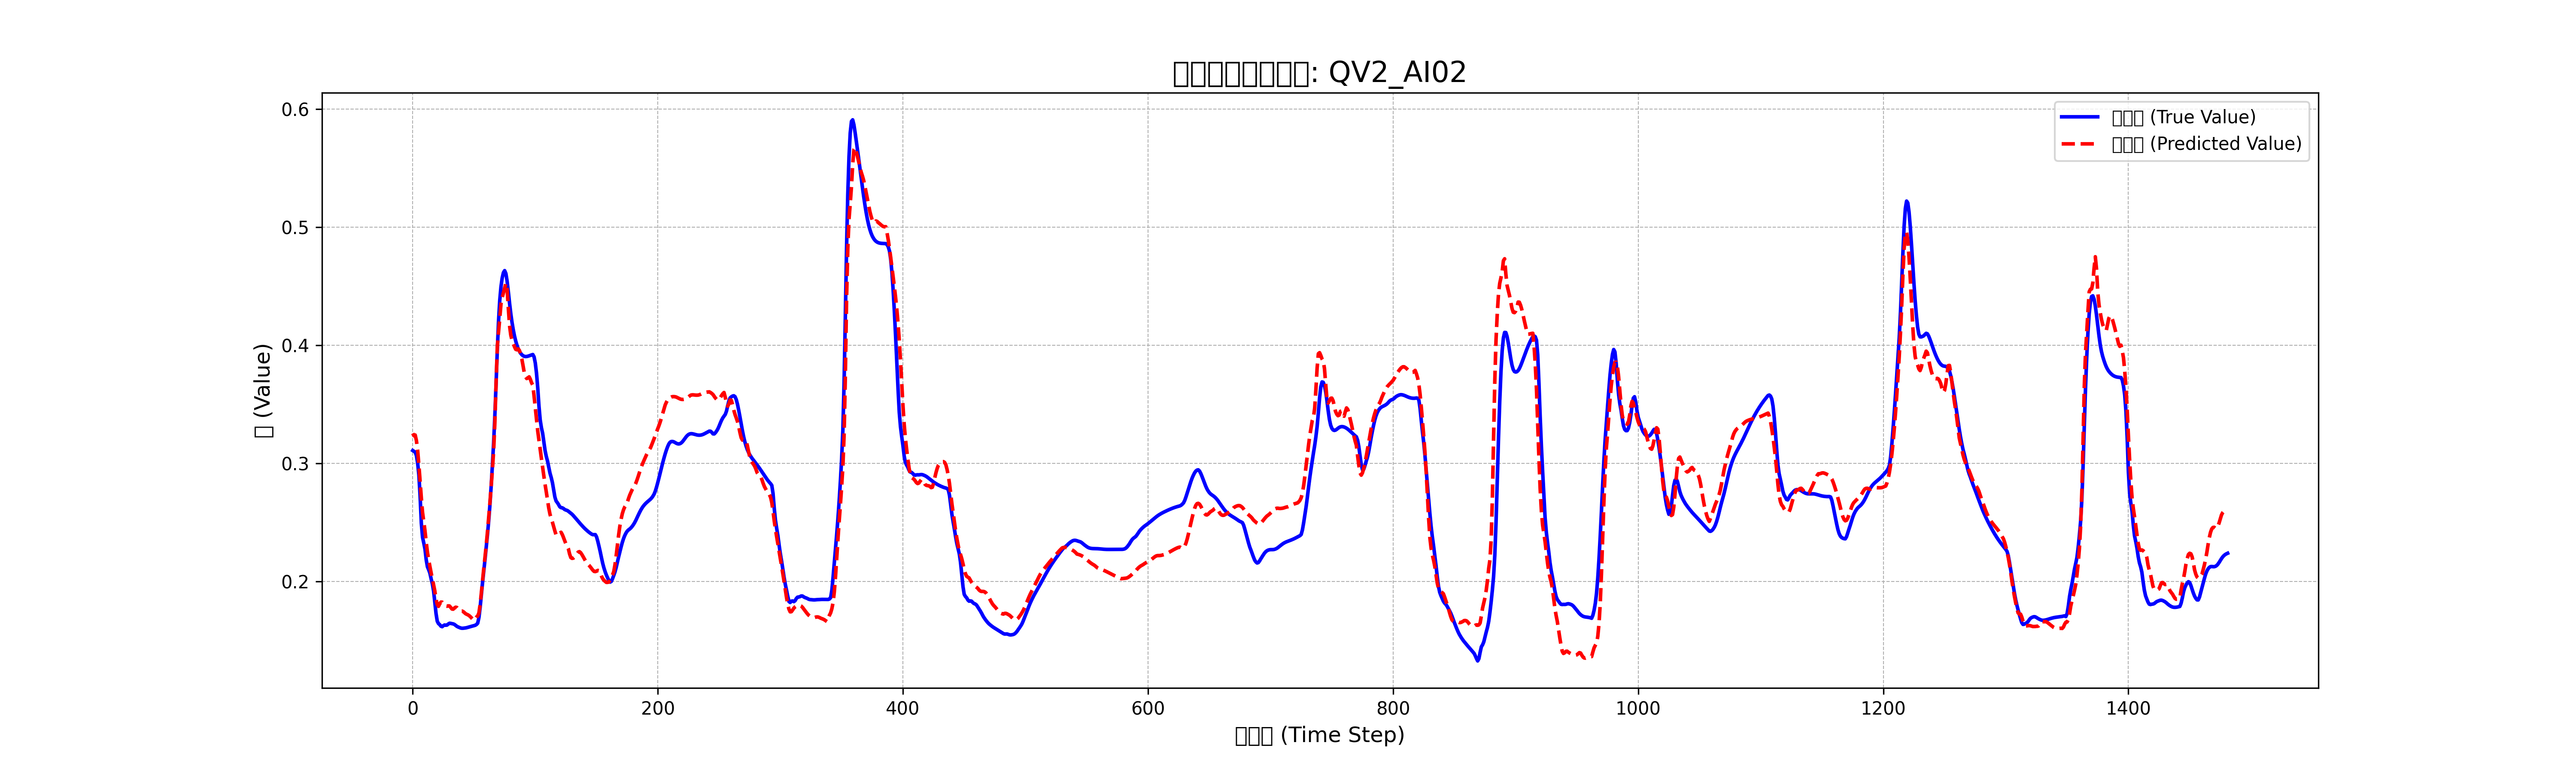 : QV2_AI02
(True Value)
(Predicted Value)
0.6
0.5
0.4
0.3
0.2
(Value)
0 200 400 600 800 1000 1200 1400
(Time Step)